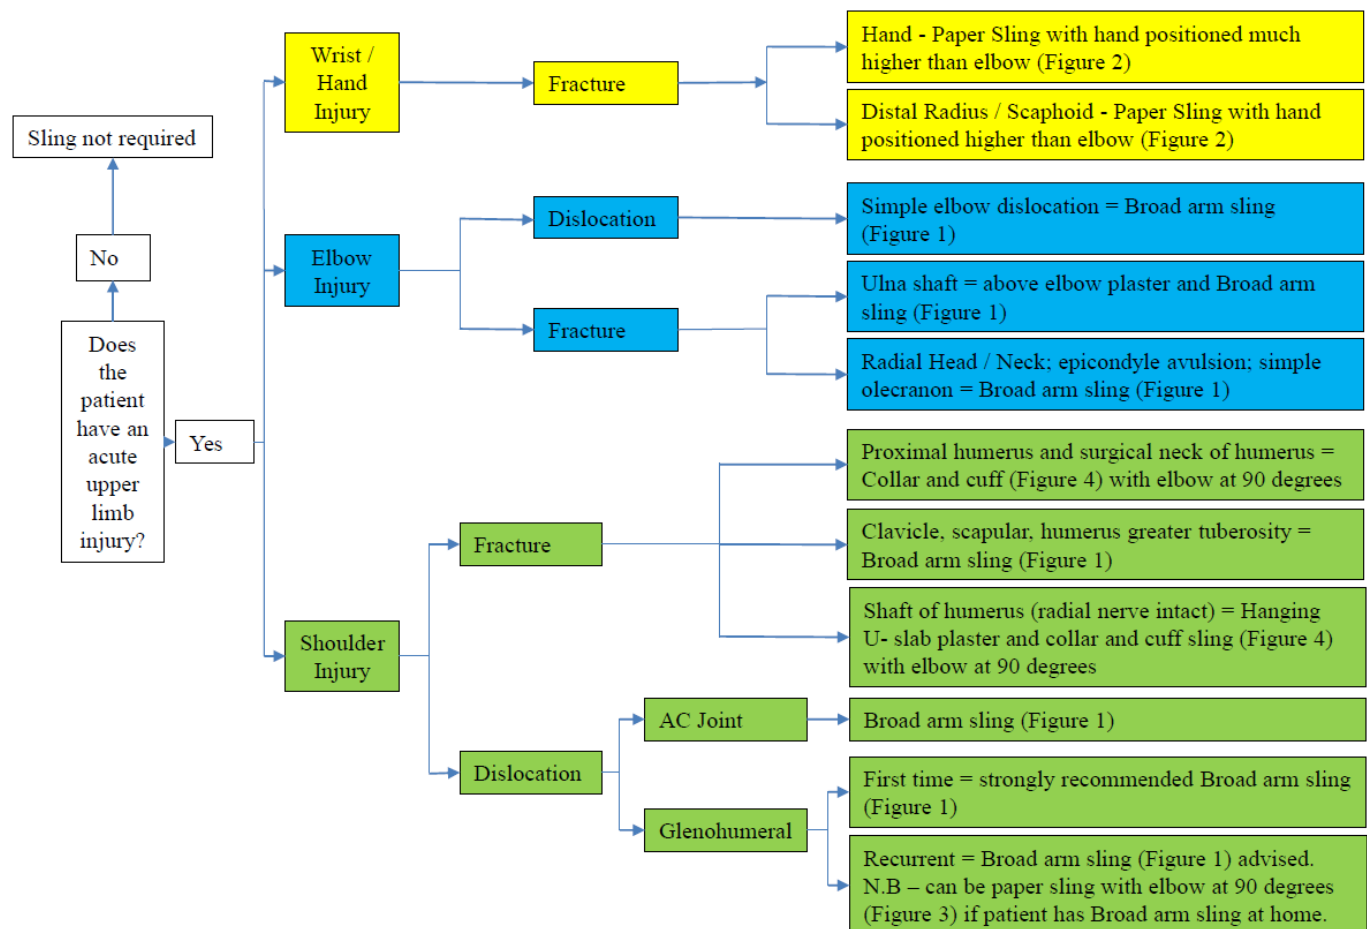 Does
the
patient
have an
acute
upper
limb
injury?
No
Sling not required
Yes
Wrist /
Hand
Injury
Fracture
Hand - Paper Sling with hand positioned much
higher than elbow (Figure 2)
Distal Radius / Scaphoid - Paper Sling with hand
positioned higher than elbow (Figure 2)
Elbow
Injury
Dislocation
Simple elbow dislocation = Broad arm sling
(Figure 1)
Fracture
Ulna shaft = above elbow plaster and Broad arm
sling (Figure 1)
Radial Head / Neck; epicondyle avulsion; simple
olecranon = Broad arm sling (Figure 1)
Shoulder
Injury
Fracture
Proximal humerus and surgical neck of humerus =
Collar and cuff (Figure 4) with elbow at 90 degrees
Clavicle, scapular, humerus greater tuberosity =
Broad arm sling (Figure 1)
Shaft of humerus (radial nerve intact) = Hanging
U- slab plaster and collar and cuff sling (Figure 4)
with elbow at 90 degrees
Dislocation
AC Joint
Broad arm sling (Figure 1)
Glenohumeral
First time = strongly recommended Broad arm sling
(Figure 1)
Recurrent = Broad arm sling (Figure 1) advised.
N.B – can be paper sling with elbow at 90 degrees
(Figure 3) if patient has Broad arm sling at home.